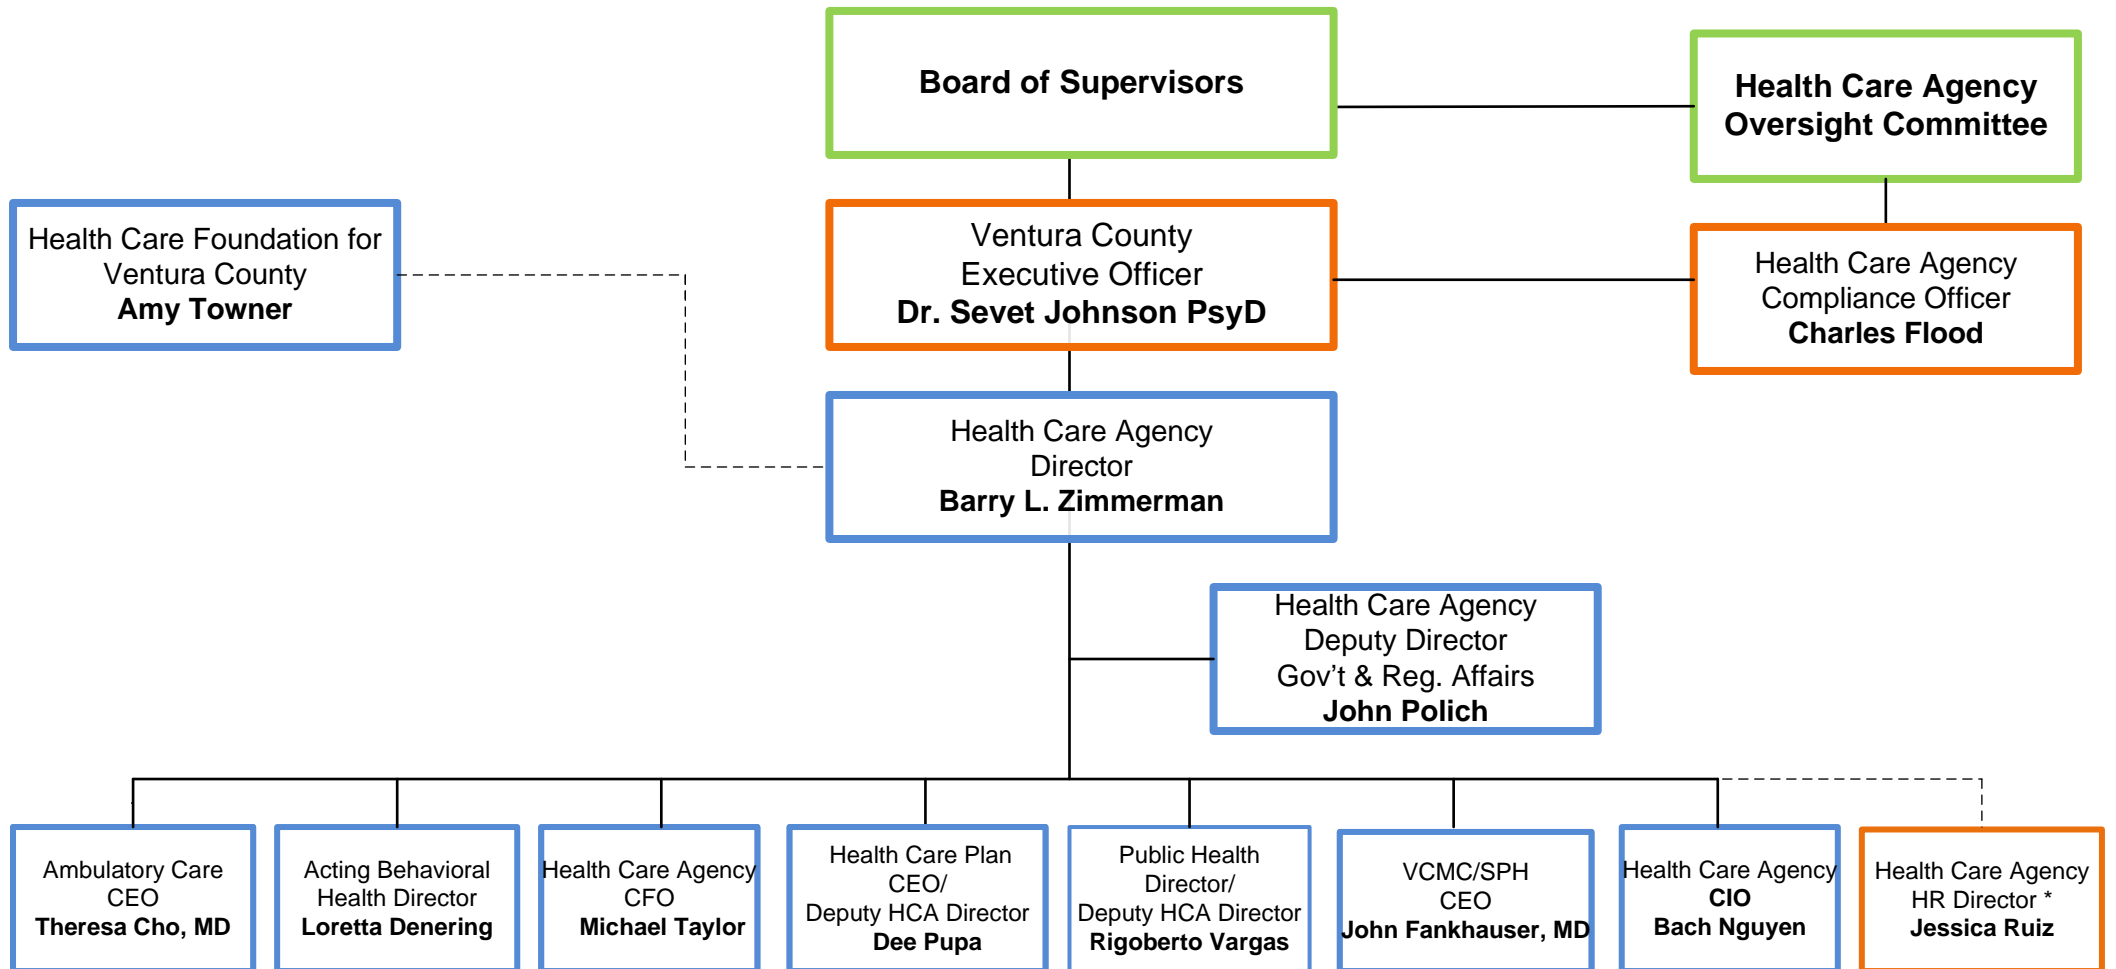 Board of Supervisors
Health Care Agency
Oversight Committee
Health Care Foundation for
Ventura County
Amy Towner
Ventura County
Executive Officer
Dr. Sevet Johnson PsyD
Health Care Agency
Compliance Officer
Charles Flood
Health Care Agency
Director
Barry L. Zimmerman
Health Care Agency
Deputy Director
Gov’t & Reg. Affairs
John Polich
Ambulatory Care
CEO
Theresa Cho, MD
Acting Behavioral
Health Director
Loretta Denering
Health Care Agency
CFO
Michael Taylor
Health Care Plan
CEO/
Deputy HCA Director
Dee Pupa
Public Health
Director/
Deputy HCA Director
Rigoberto Vargas
VCMC/SPH
CEO
John Fankhauser, MD
Health Care Agency
CIO
Bach Nguyen
Health Care Agency
HR Director *
Jessica Ruiz